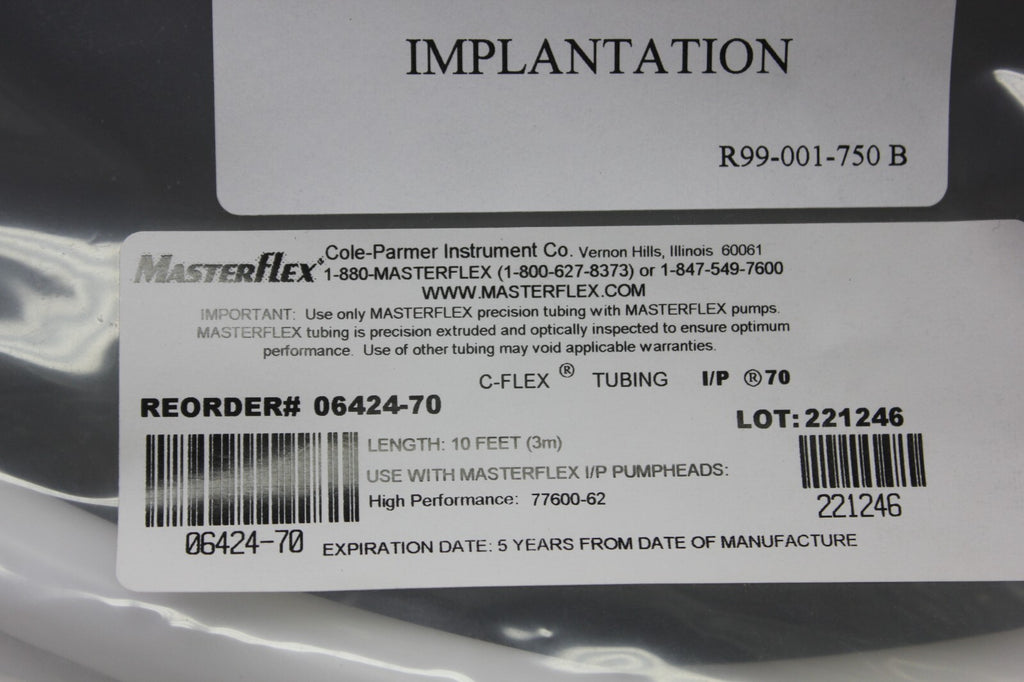 IMPLANTATION
R99-001-750 B
MASTERFLEX® Cole-Parmer Instrument Co. Vernon Hills, Illinois 60061
1-880-MASTERFLEX (1-800-627-8373) or 1-847-549-7600
WWW.MASTERFLEX.COM
IMPORTANT: Use only MASTERFLEX precision tubing with MASTERFLEX pumps.
MASTERFLEX tubing is precision extruded and optically inspected to ensure optimum
performance. Use of other tubing may void applicable warranties.
C-FLEX ® TUBING I/P ®70
REORDER# 06424-70
LOT: 221246
LENGTH: 10 FEET (3m)
USE WITH MASTERFLEX I/P PUMPHEADS:
High Performance: 77600-62
221246
06424-70
EXPIRATION DATE: 5 YEARS FROM DATE OF MANUFACTURE